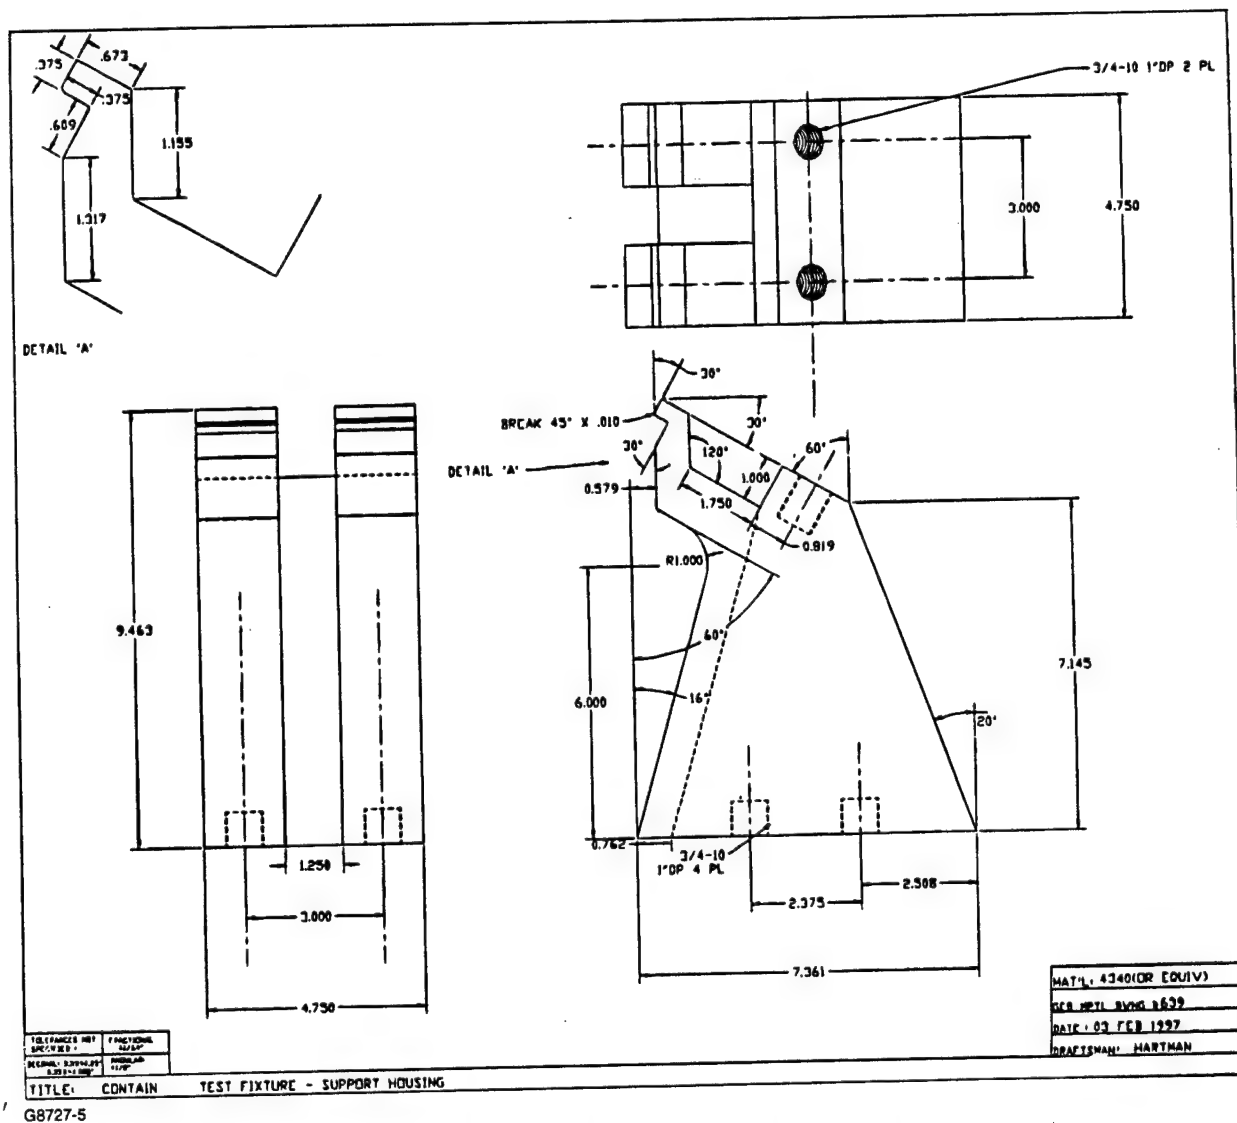 .375
.673
.375
.609
1.155
1.317
DETAIL 'A'
3/4-10 1"DP 2 PL
3.000
4.750
30°
BREAK 45° X .010
30°
DETAIL 'A'
30°
60°
120°
1.000
1.750
0.579
0.819
R1.000
60°
16°
6.000
7.145
20°
0.762
3/4-10
1"DP 4 PL
2.508
2.375
7.361
9.463
1.250
3.000
4.750
MAT'L: 4340(OR EQUIV)
DATE: 03 FEB 1997
DRAFTSMAN: HARTMAN
TOLERANCES NOT
FRACTIONAL
ANGULAR
TITLE: CONTAIN TEST FIXTURE - SUPPORT HOUSING
G8727-5